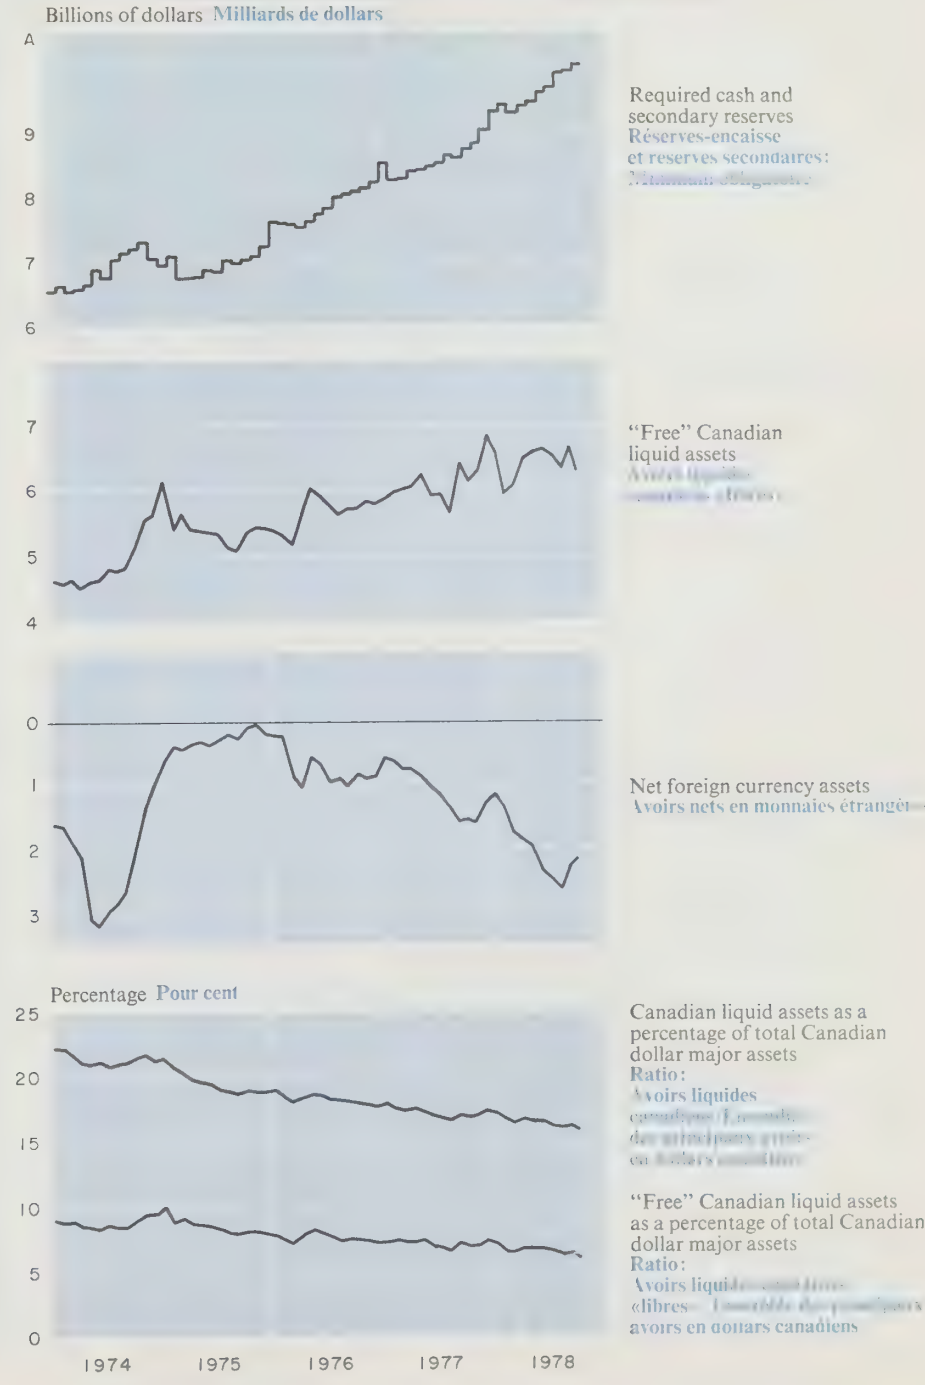 Billions of dollars Milliards de dollars
A
9
8
7
6
Required cash and
secondary reserves
Réserves-encaisse
et reserves secondaires:
7
6
5
4
"Free" Canadian
liquid assets
0
1
2
3
Net foreign currency assets
Avoirs nets en monnaies
Percentage Pour cent
25
20
15
10
5
0
Canadian liquid assets as a
percentage of total Canadian
dollar major assets
Ratio:
Avoirs liquides
"Free" Canadian liquid assets
as a percentage of total Canadian
dollar major assets
Ratio:
Avoirs
«libres
avoirs en dollars canadiens
1974 1975 1976 1977 1978